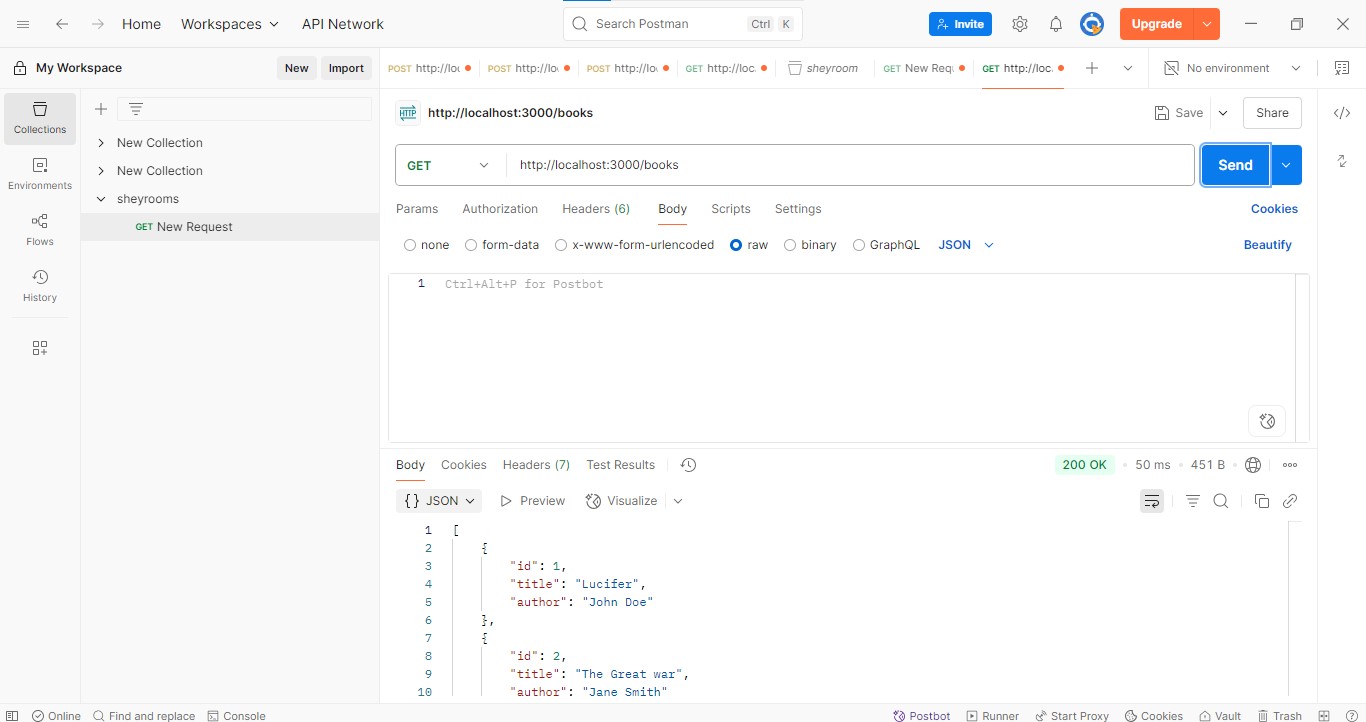 Home Workspaces API Network Search Postman Ctrl K Invite Upgrade
My Workspace New Import POST http://loc POST http://lo POST http://lo GET http://loc. sheyroom GET New Requ GET http://loc. No environment
Collections
Environments
Flows
History
New Collection
New Collection
sheyrooms
GET New Request
HTTP http://localhost:3000/books Save Share
GET http://localhost:3000/books Send
Params Authorization Headers (6) Body Scripts Settings Cookies
none form-data x-www-form-urlencoded raw binary GraphQL JSON Beautify
1 Ctrl+Alt+P for Postbot
Body Cookies Headers (7) Test Results 200 OK • 50 ms • 451 B
{} JSON Preview Visualize
1 [
2 {
3 "id": 1,
4 "title": "Lucifer",
5 "author": "John Doe"
6 },
7 {
8 "id": 2,
9 "title": "The Great war",
10 "author": "Jane Smith"
Online Find and replace Console Postbot Runner Start Proxy Cookies Vault Trash